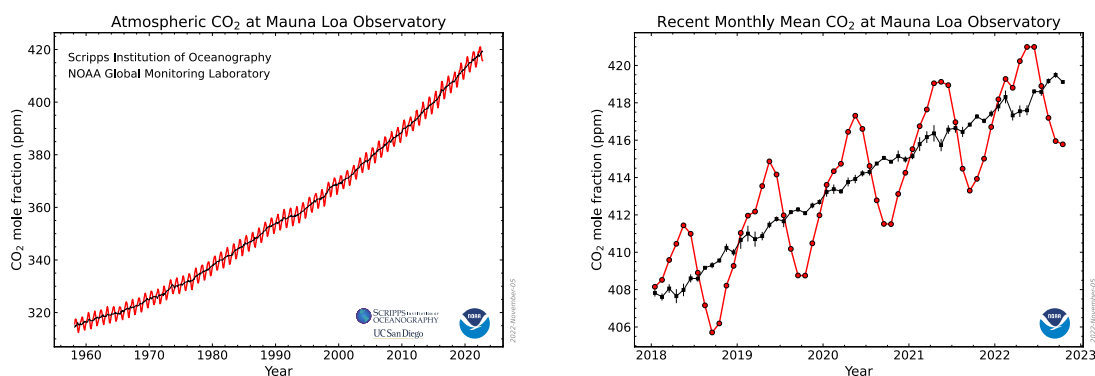 Atmospheric CO₂ at Mauna Loa Observatory
Scripps Institution of Oceanography
NOAA Global Monitoring Laboratory
CO₂ mole fraction (ppm)
420
400
380
360
340
320
1960 1970 1980 1990 2000 2010 2020
Year
SCRIPPS INSTITUTION OF
OCEANOGRAPHY
UC San Diego
NOAA
2022-November-05
Recent Monthly Mean CO₂ at Mauna Loa Observatory
CO₂ mole fraction (ppm)
420
418
416
414
412
410
408
406
2018 2019 2020 2021 2022 2023
Year
NOAA
2022-November-05